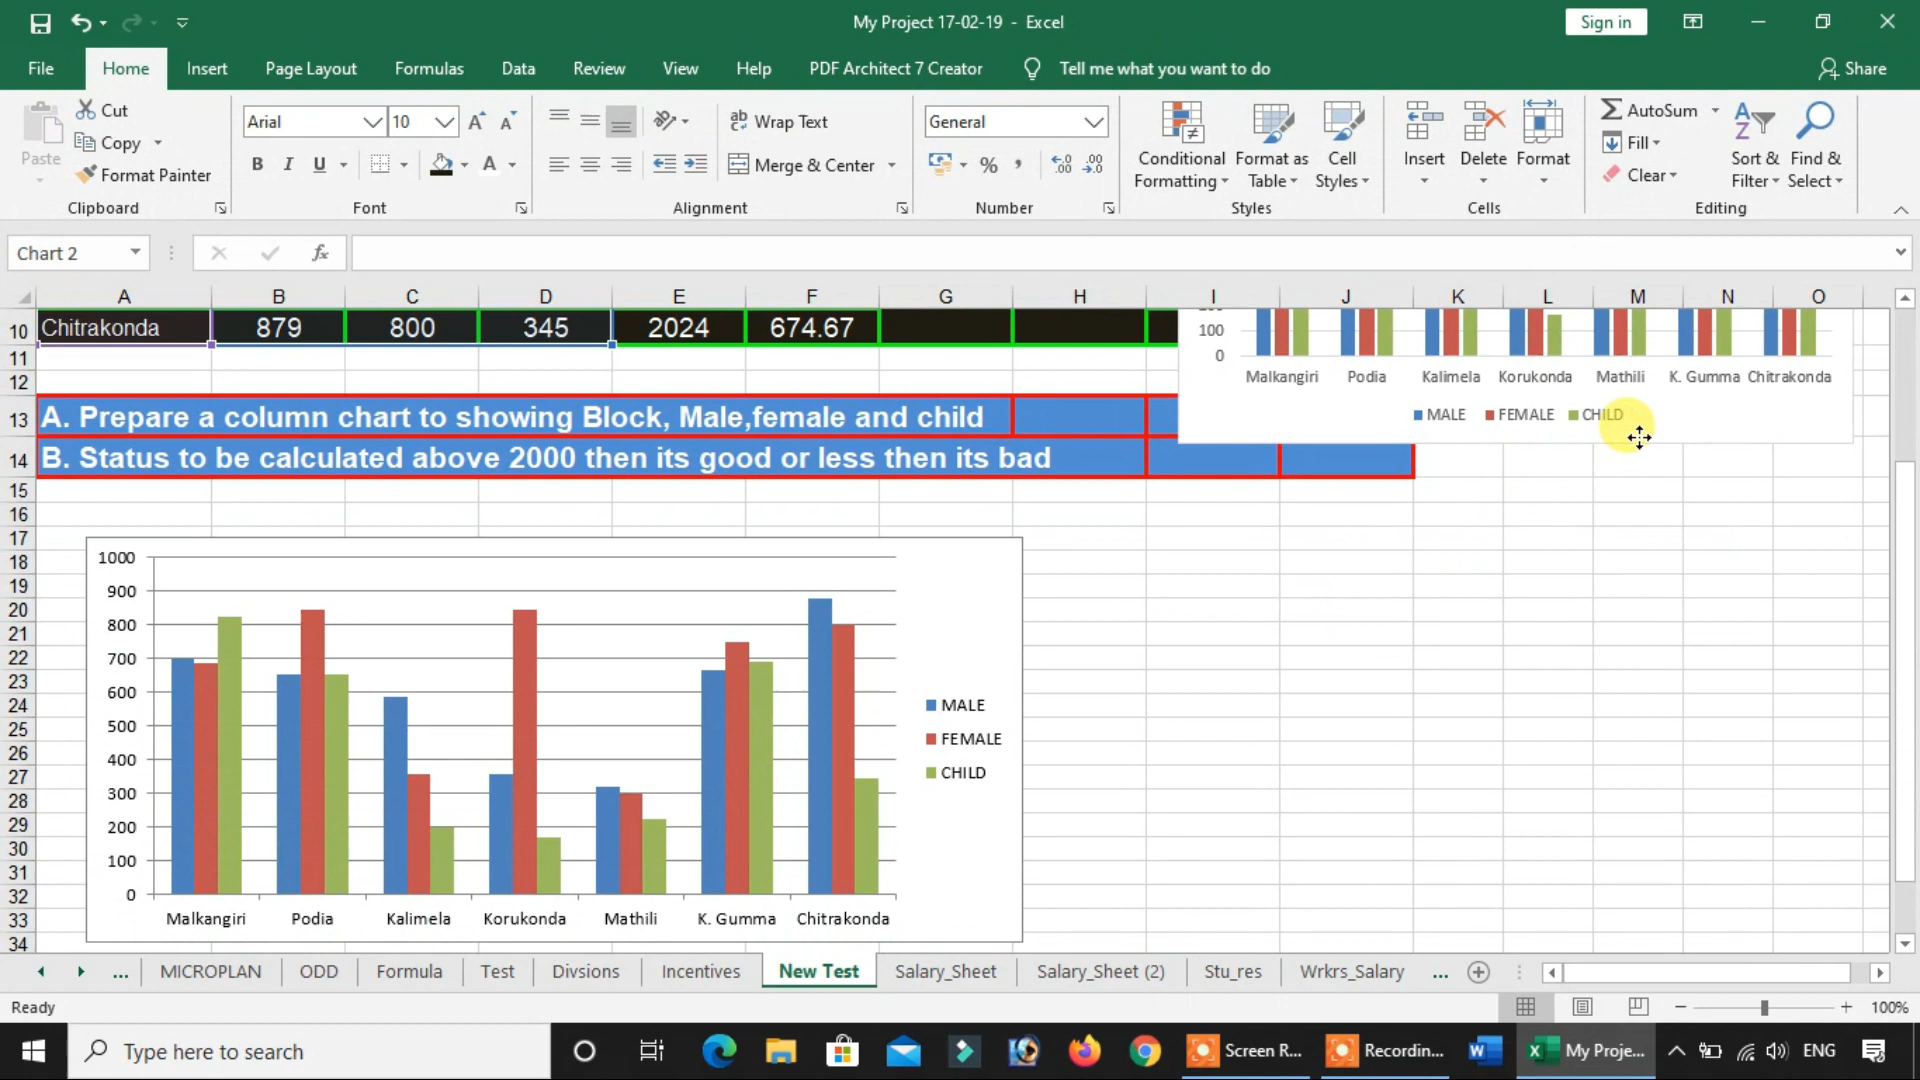 My Project 17-02-19 - Excel
Sign in
File Home Insert Page Layout Formulas Data Review View Help PDF Architect 7 Creator Tell me what you want to do Share
Paste
Cut
Copy
Format Painter
Clipboard
Arial 10
B I U
Font
Wrap Text
Merge & Center
Alignment
General
Number
Conditional Formatting
Format as Table
Cell Styles
Styles
Insert
Delete
Format
Cells
AutoSum
Fill
Clear
Sort & Filter
Find & Select
Editing
Chart 2
fx
A B C D E F G H I J K L M N O
10 Chitrakonda 879 800 345 2024 674.67
11
12
13 A. Prepare a column chart to showing Block, Male,female and child
14 B. Status to be calculated above 2000 then its good or less then its bad
15
16
17
18
19
20
21
22
23
24
25
26
27
28
29
30
31
32
33
34
100
0
Malkangiri Podia Kalimela Korukonda Mathili K. Gumma Chitrakonda
MALE FEMALE CHILD
1000
900
800
700
600
500
400
300
200
100
0
Malkangiri Podia Kalimela Korukonda Mathili K. Gumma Chitrakonda
MALE
FEMALE
CHILD
... MICROPLAN ODD Formula Test Divsions Incentives New Test Salary_Sheet Salary_Sheet (2) Stu_res Wrkrs_Salary ...
Ready
100%
Type here to search
Screen R...
Recordin...
My Proje...
ENG